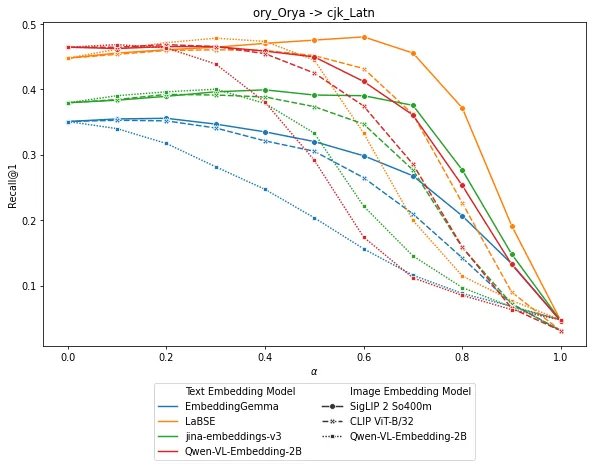 ory_Orya -> cjk_Latn
0.5
0.4
0.3
0.2
0.1
Recall@1
0.0 0.2 0.4 0.6 0.8 1.0
α
Text Embedding Model
EmbeddingGemma
LaBSE
jina-embeddings-v3
Qwen-VL-Embedding-2B
Image Embedding Model
SigLIP 2 So400m
CLIP ViT-B/32
Qwen-VL-Embedding-2B